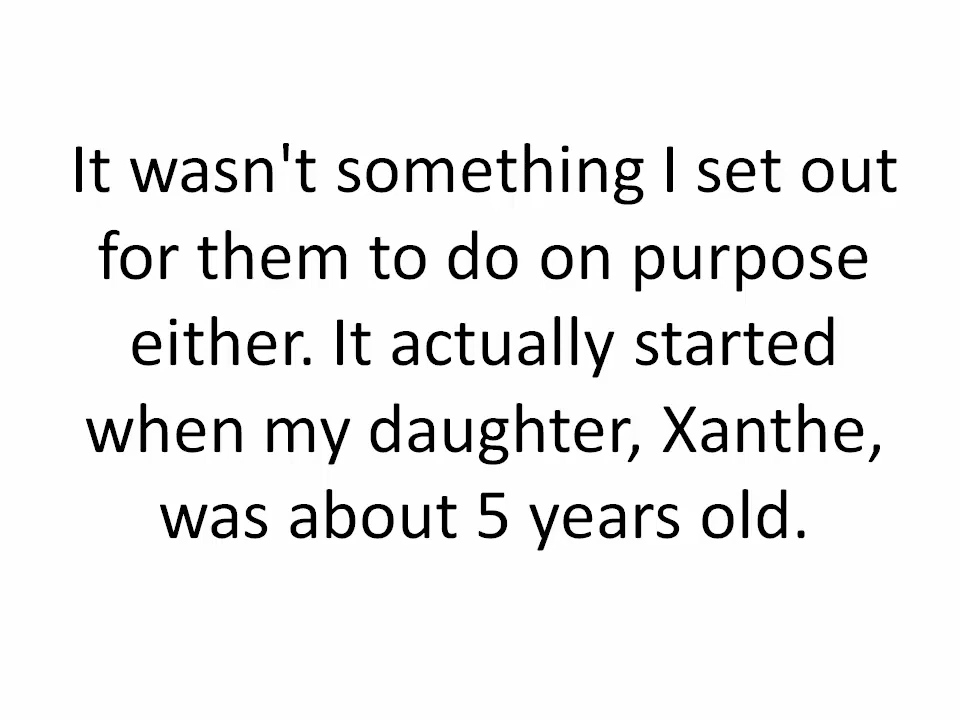 It wasn't something I set out
for them to do on purpose
either. It actually started
when my daughter, Xanthe,
was about 5 years old.